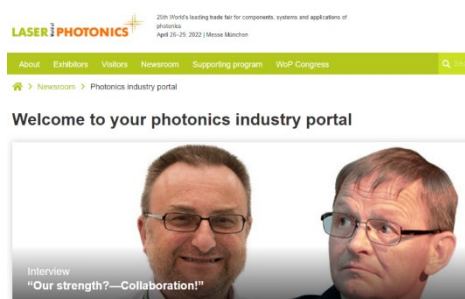 LASER World of PHOTONICS
25th World's leading trade fair for components, systems and applications of
photonics
April 26–29, 2022 | Messe München
About Exhibitors Visitors Newsroom Supporting program WoP Congress
> Newsroom > Photonics industry portal
Welcome to your photonics industry portal
Interview
“Our strength?—Collaboration!”